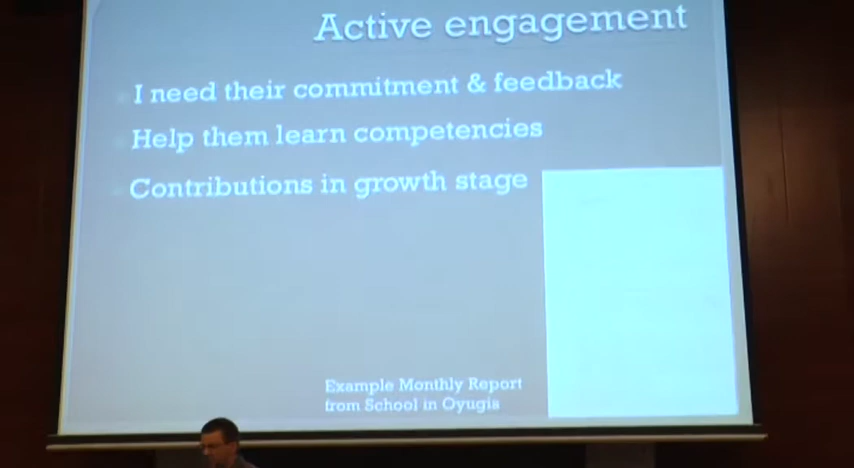 Active engagement
I need their commitment & feedback
Help them learn competencies
Contributions in growth stage
Example Monthly Report
from School in Oyugis